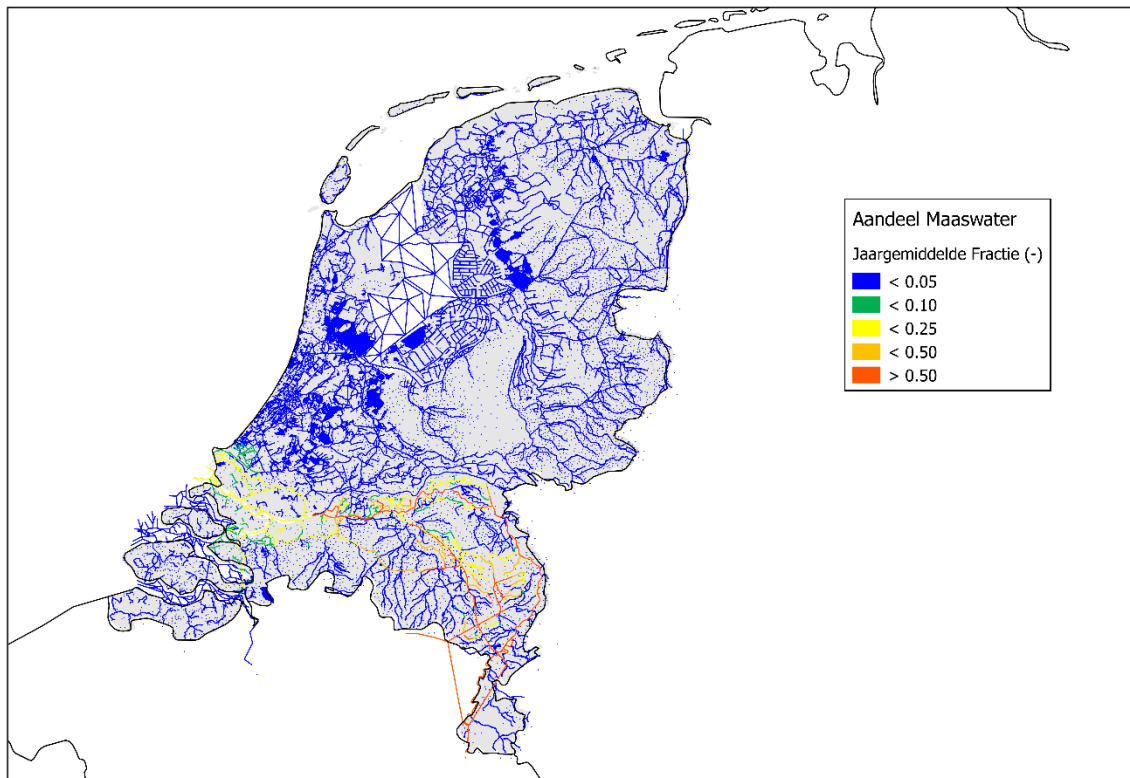 Aandeel Maaswater
Jaargemiddelde Fractie (-)
< 0.05
< 0.10
< 0.25
< 0.50
> 0.50